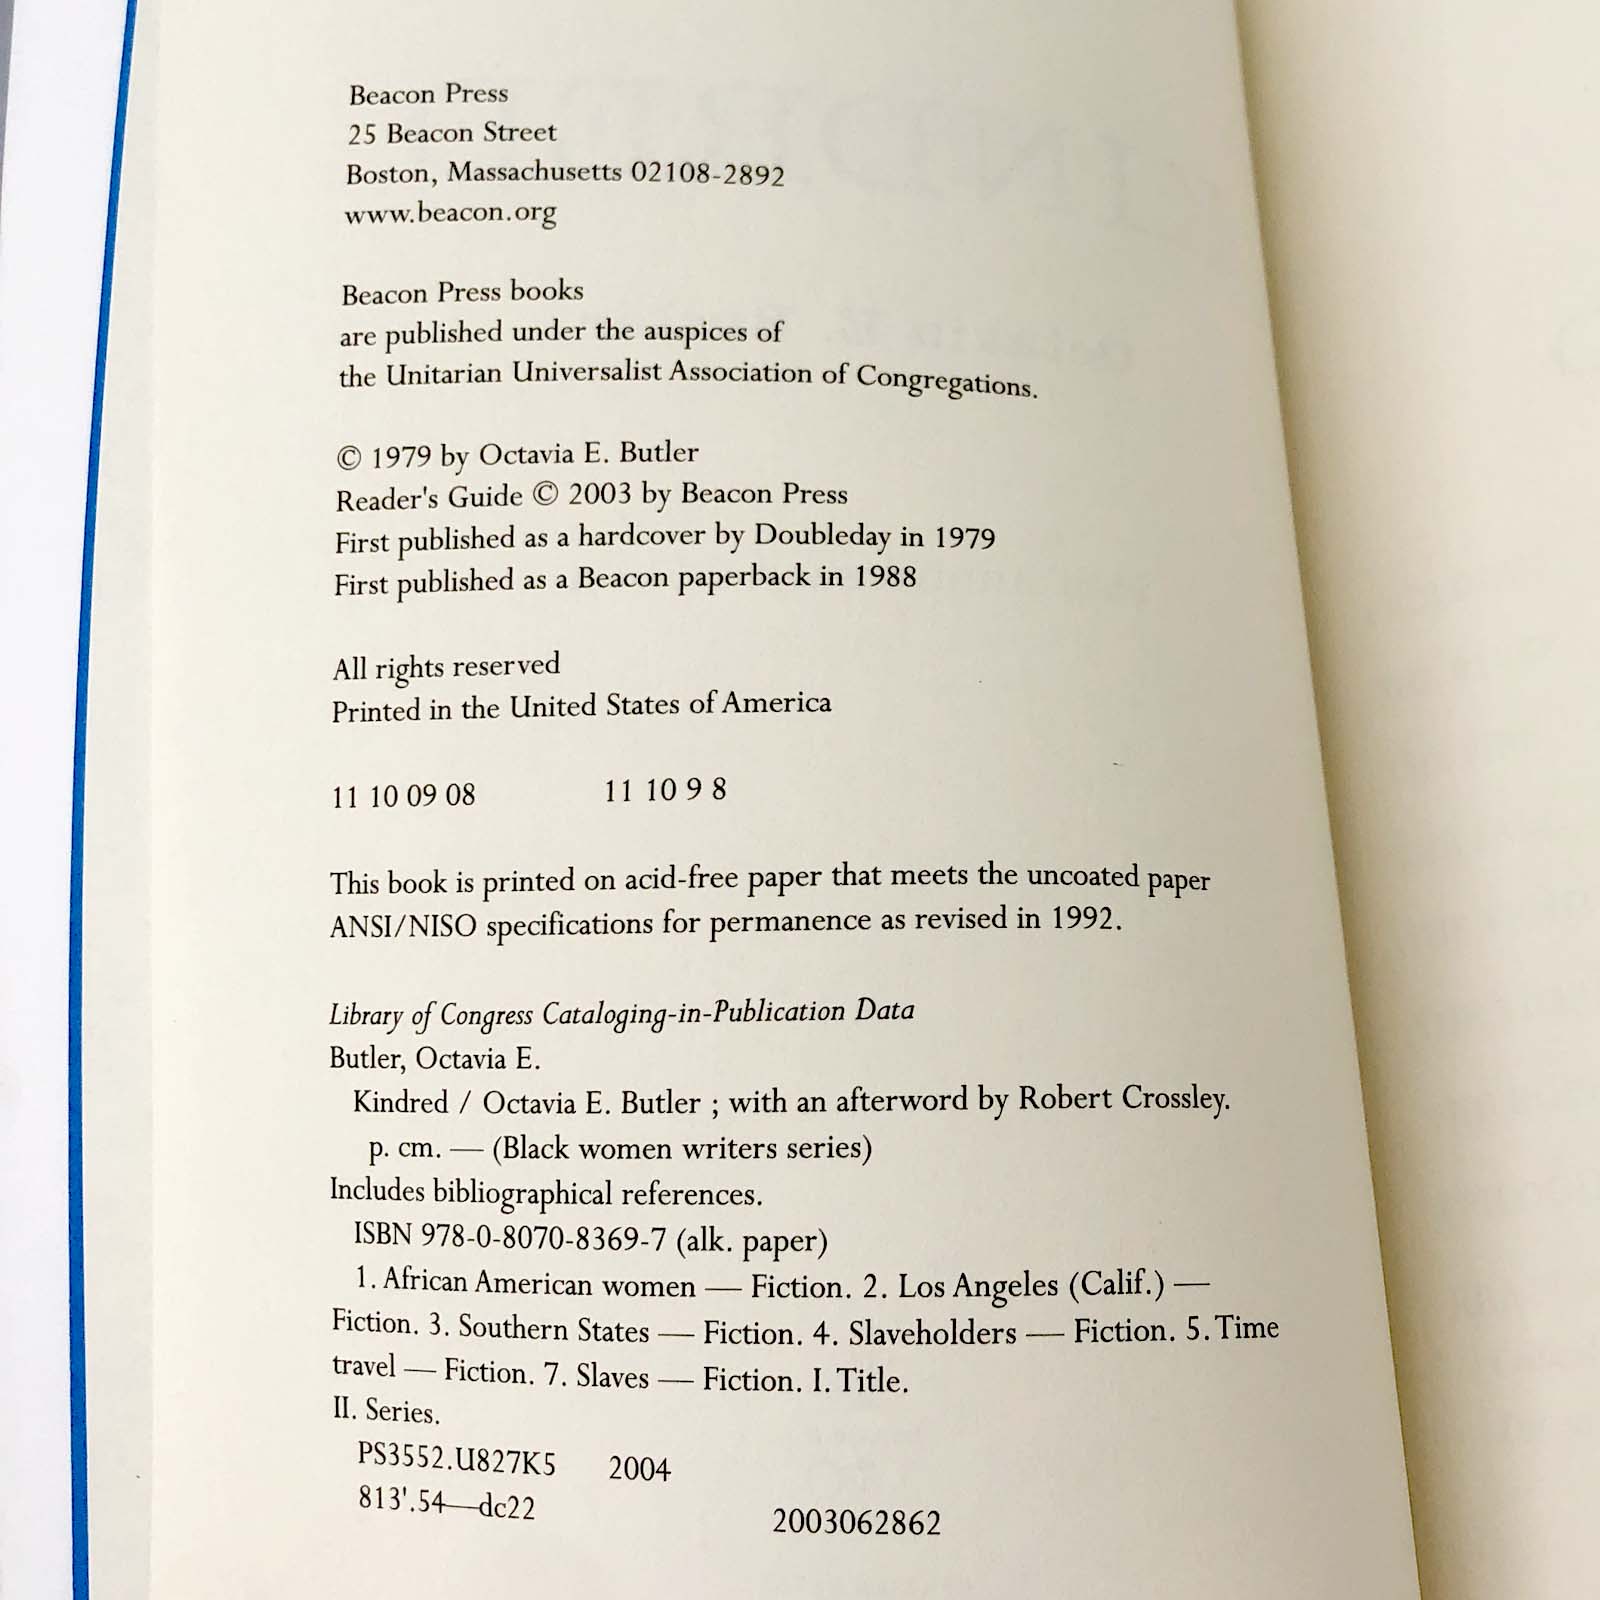 Beacon Press
25 Beacon Street
Boston, Massachusetts 02108-2892
www.beacon.org
Beacon Press books
are published under the auspices of
the Unitarian Universalist Association of Congregations.
© 1979 by Octavia E. Butler
Reader's Guide © 2003 by Beacon Press
First published as a hardcover by Doubleday in 1979
First published as a Beacon paperback in 1988
All rights reserved
Printed in the United States of America
11 10 09 08 11 10 9 8
This book is printed on acid-free paper that meets the uncoated paper
ANSI/NISO specifications for permanence as revised in 1992.
Library of Congress Cataloging-in-Publication Data
Butler, Octavia E.
Kindred / Octavia E. Butler ; with an afterword by Robert Crossley.
p. cm. — (Black women writers series)
Includes bibliographical references.
ISBN 978-0-8070-8369-7 (alk. paper)
1. African American women — Fiction. 2. Los Angeles (Calif.) —
Fiction. 3. Southern States — Fiction. 4. Slaveholders — Fiction. 5. Time
travel — Fiction. 7. Slaves — Fiction. I. Title.
II. Series.
PS3552.U827K5 2004
813'.54—dc22
2003062862